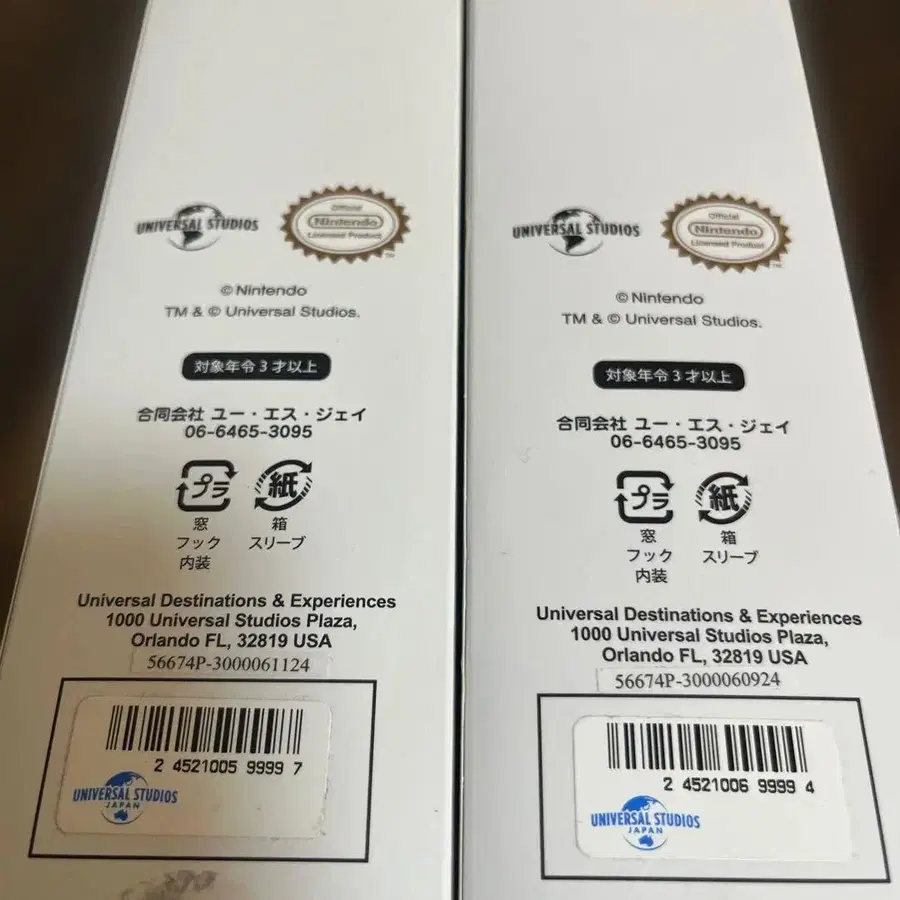 UNIVERSAL STUDIOS
Official
Nintendo
Licensed Product
TM
© Nintendo
TM & © Universal Studios.
対象年令3才以上
合同会社 ユー・エス・ジェイ
06-6465-3095
プラ 紙
窓 箱
フック スリーブ
内装
Universal Destinations & Experiences
1000 Universal Studios Plaza,
Orlando FL, 32819 USA
56674P-3000061124
2 4521005 9999 7
UNIVERSAL STUDIOS
JAPAN
UNIVERSAL STUDIOS
Official
Nintendo
Licensed Product
TM
© Nintendo
TM & © Universal Studios.
対象年令3才以上
合同会社 ユー・エス・ジェイ
06-6465-3095
プラ 紙
窓 箱
フック スリーブ
内装
Universal Destinations & Experiences
1000 Universal Studios Plaza,
Orlando FL, 32819 USA
56674P-3000060924
2 4521006 9999 4
UNIVERSAL STUDIOS
JAPAN